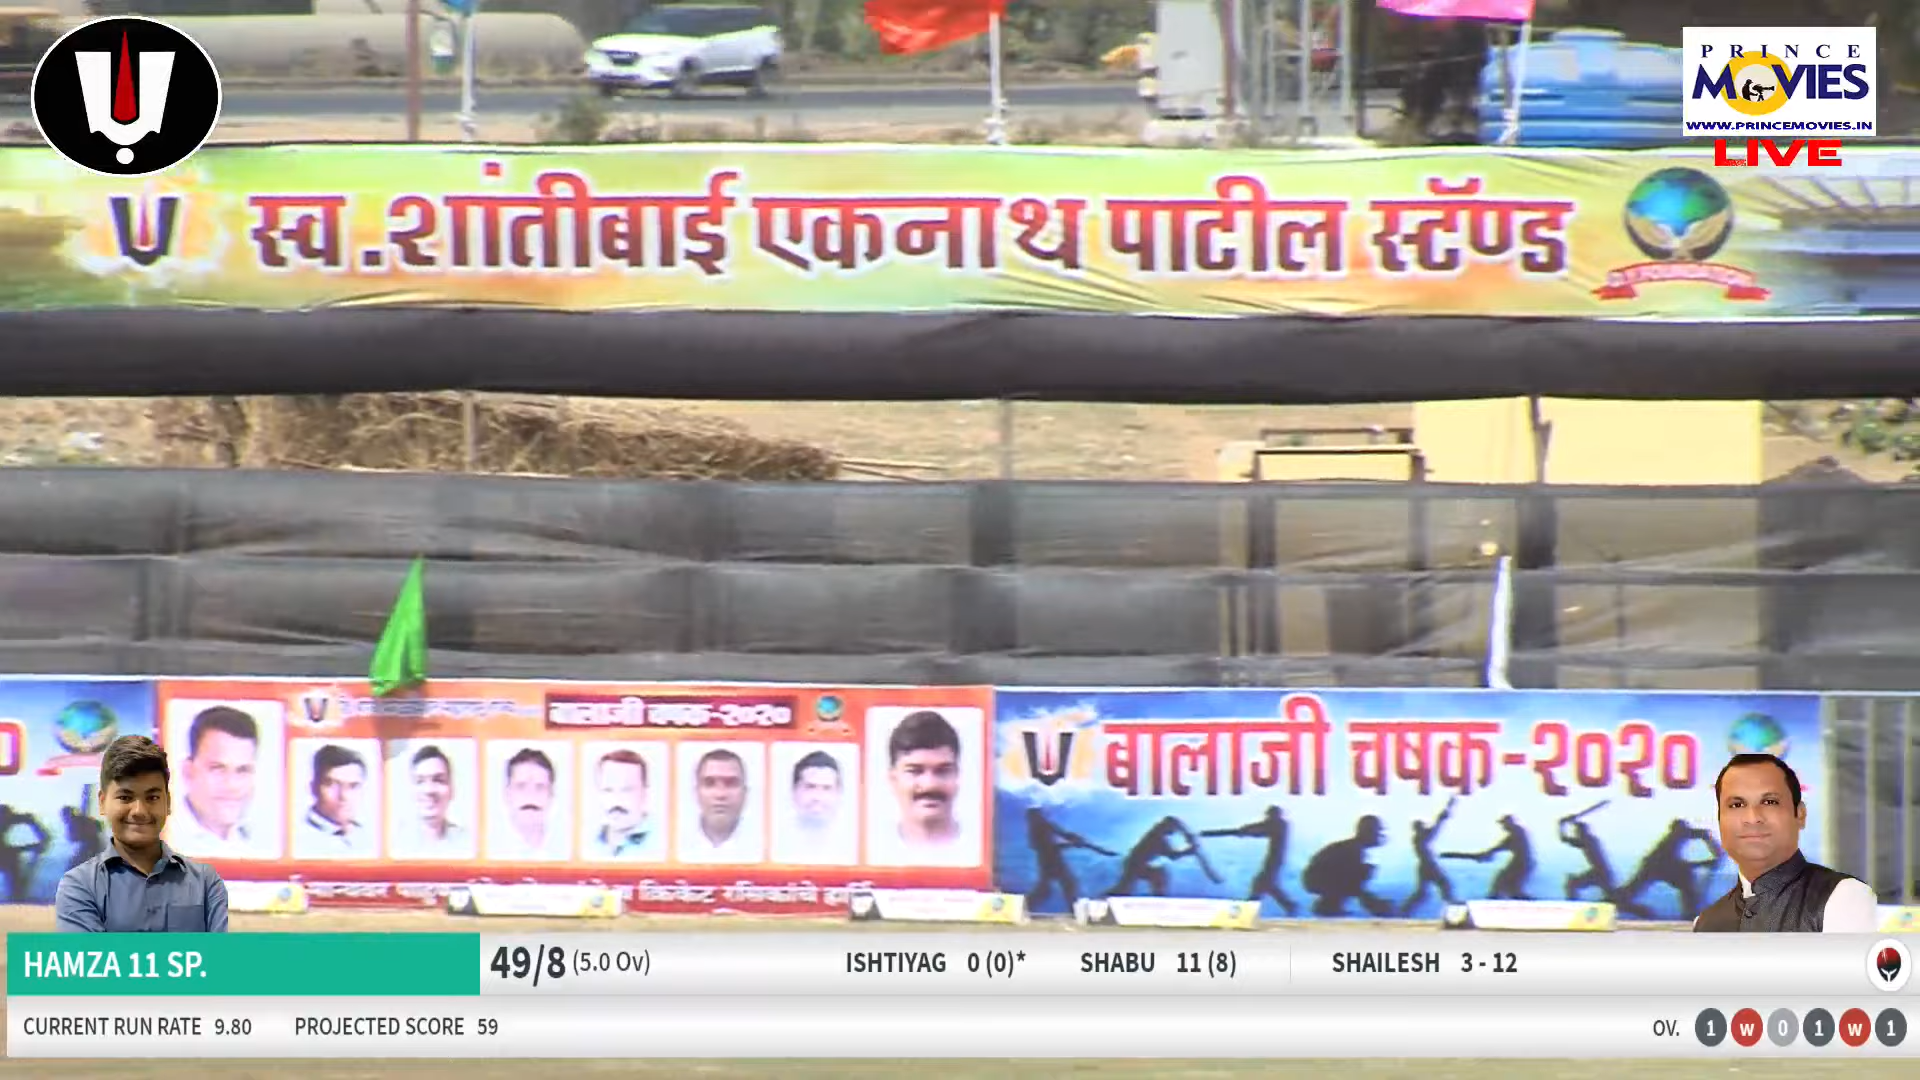 PRINCE
MOVIES
WWW.PRINCEMOVIES.IN
LIVE
स्व.शांतीबाई एकनाथ पाटील स्टॅण्ड
बालाजी चषक-२०२०
बालाजी चषक-२०२०
क्रिकेट रसिकांचे
HAMZA 11 SP.
49/8 (5.0 Ov)
ISHTIYAG 0 (0)*
SHABU 11 (8)
SHAILESH 3 - 12
CURRENT RUN RATE 9.80
PROJECTED SCORE 59
OV. 1 W 0 1 W 1